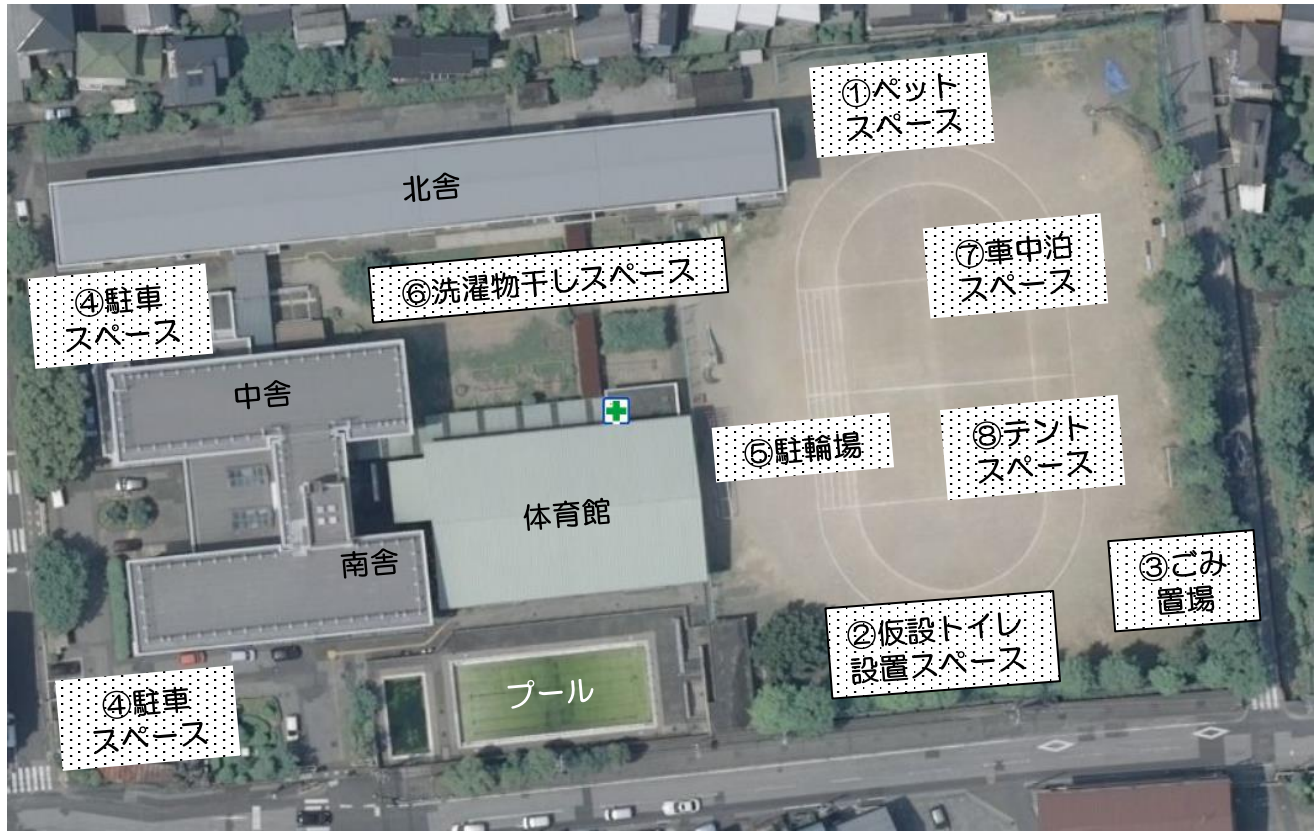 ①ペット
スペース
北舎
⑦車中泊
スペース
⑥洗濯物干しスペース
④駐車
スペース
中舎
⑧テント
スペース
⑤駐輪場
体育館
南舎
③ごみ
置場
②仮設トイレ
設置スペース
プール
④駐車
スペース